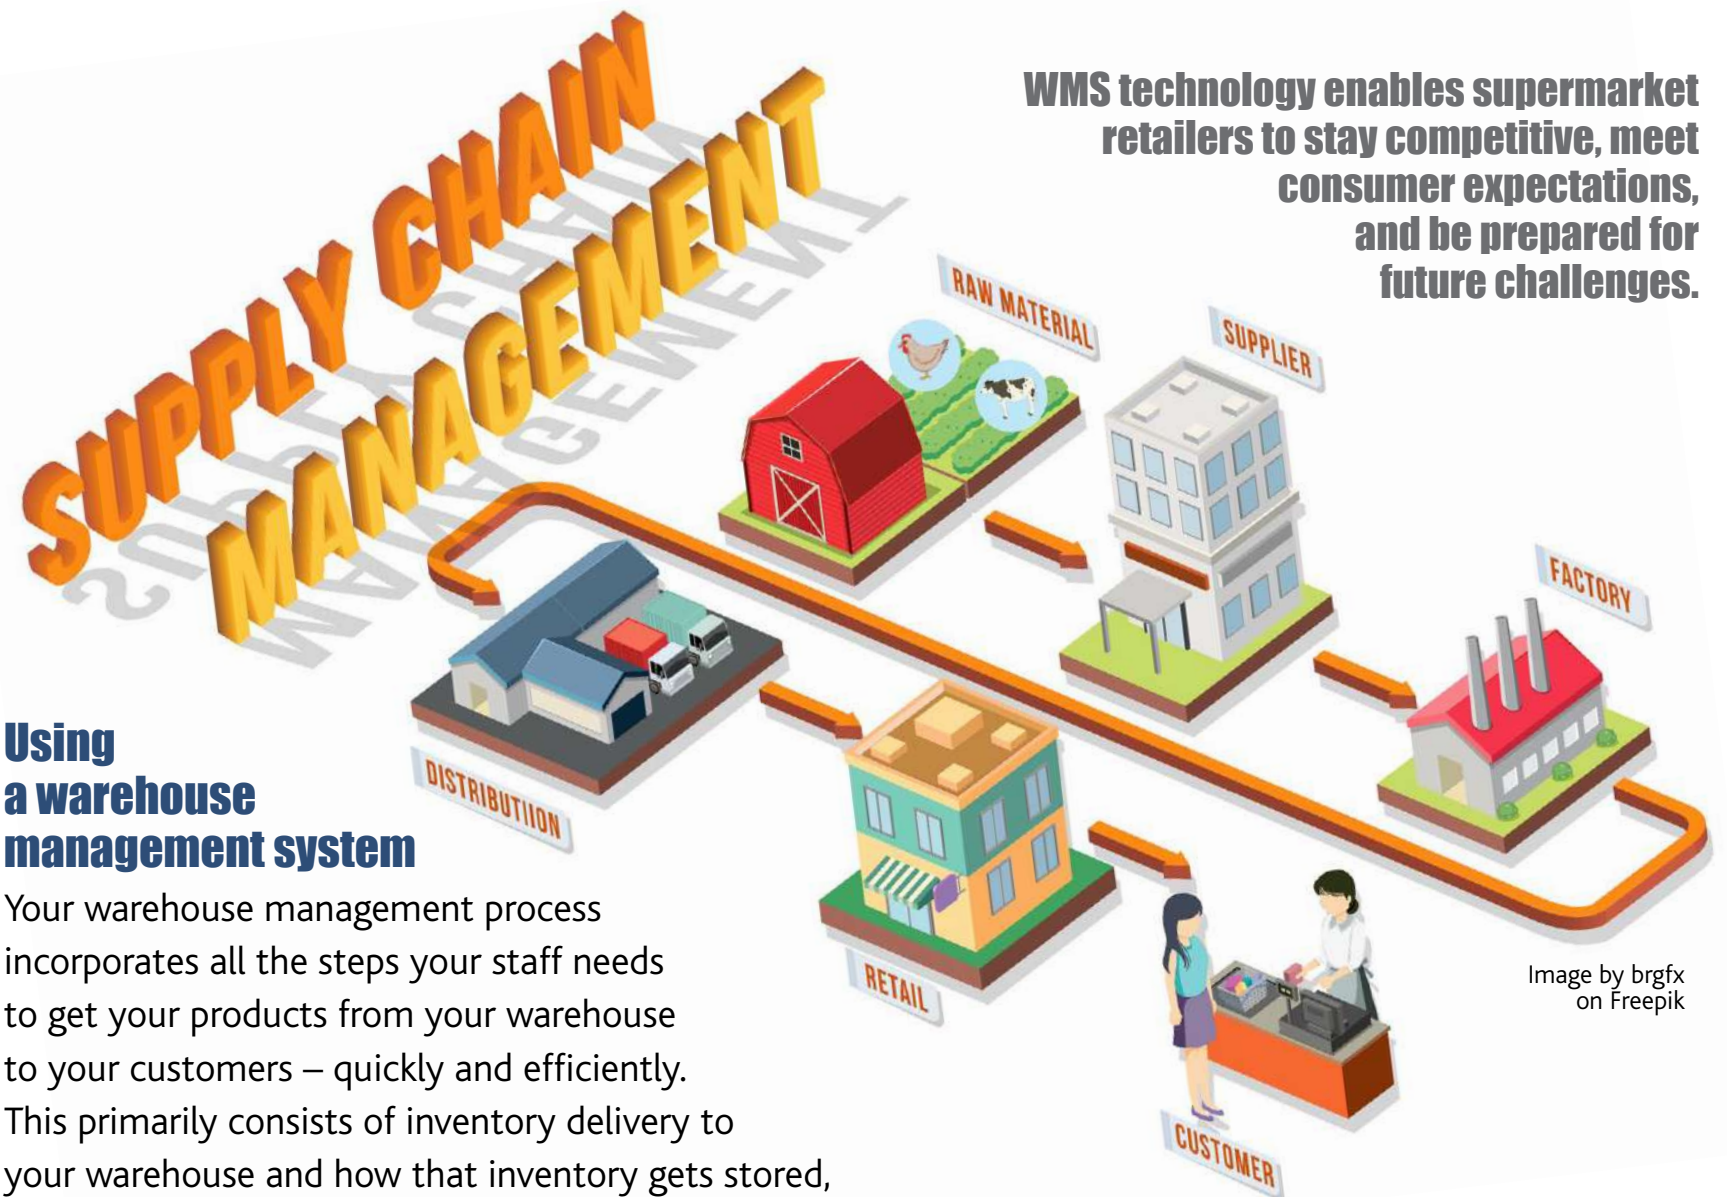 SUPPLY CHAIN
MANAGEMENT
WMS technology enables supermarket
retailers to stay competitive, meet
consumer expectations,
and be prepared for
future challenges.
RAW MATERIAL
SUPPLIER
FACTORY
DISTRIBUTIION
RETAIL
CUSTOMER
Image by brgfx
on Freepik
Using
a warehouse
management system
Your warehouse management process
incorporates all the steps your staff needs
to get your products from your warehouse
to your customers – quickly and efficiently.
This primarily consists of inventory delivery to
your warehouse and how that inventory gets stored,